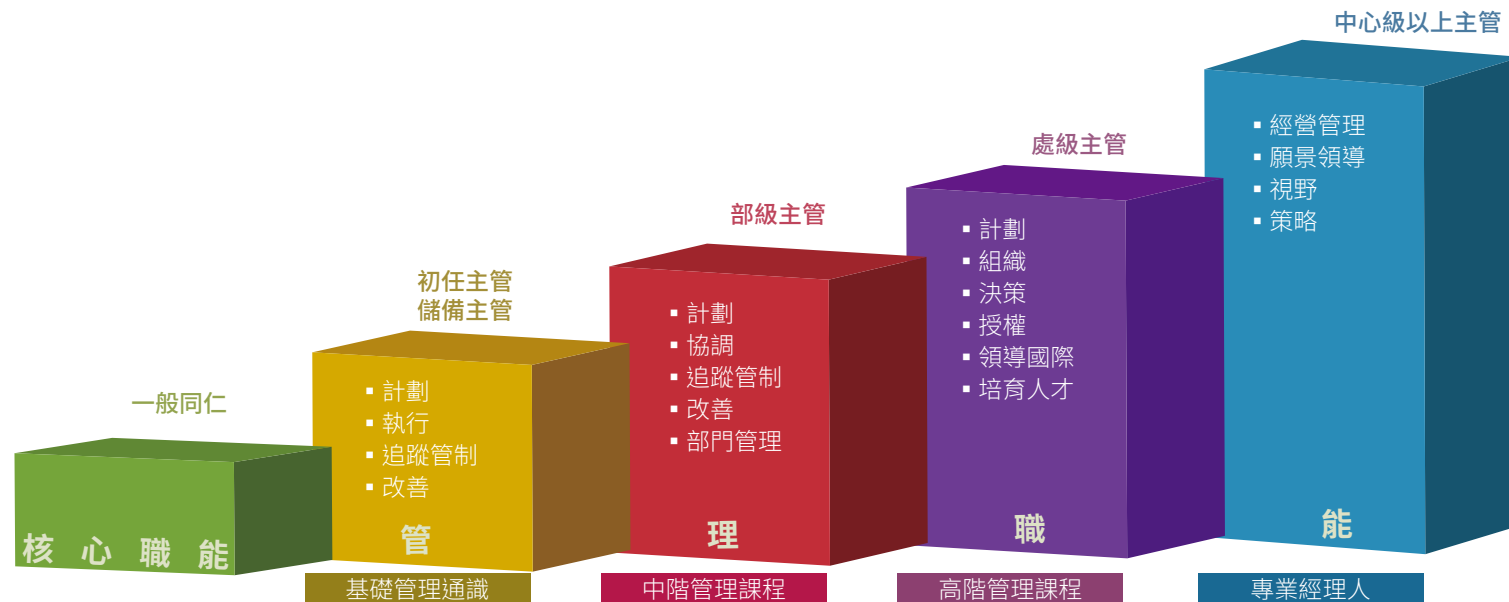 中心級以上主管
經營管理
願景領導
視野
策略
處級主管
計劃
組織
決策
授權
領導國際
培育人才
部級主管
計劃
協調
追蹤管制
改善
部門管理
初任主管
儲備主管
計劃
執行
追蹤管制
改善
一般同仁
核心職能
管
理
職
能
基礎管理通識
中階管理課程
高階管理課程
專業經理人